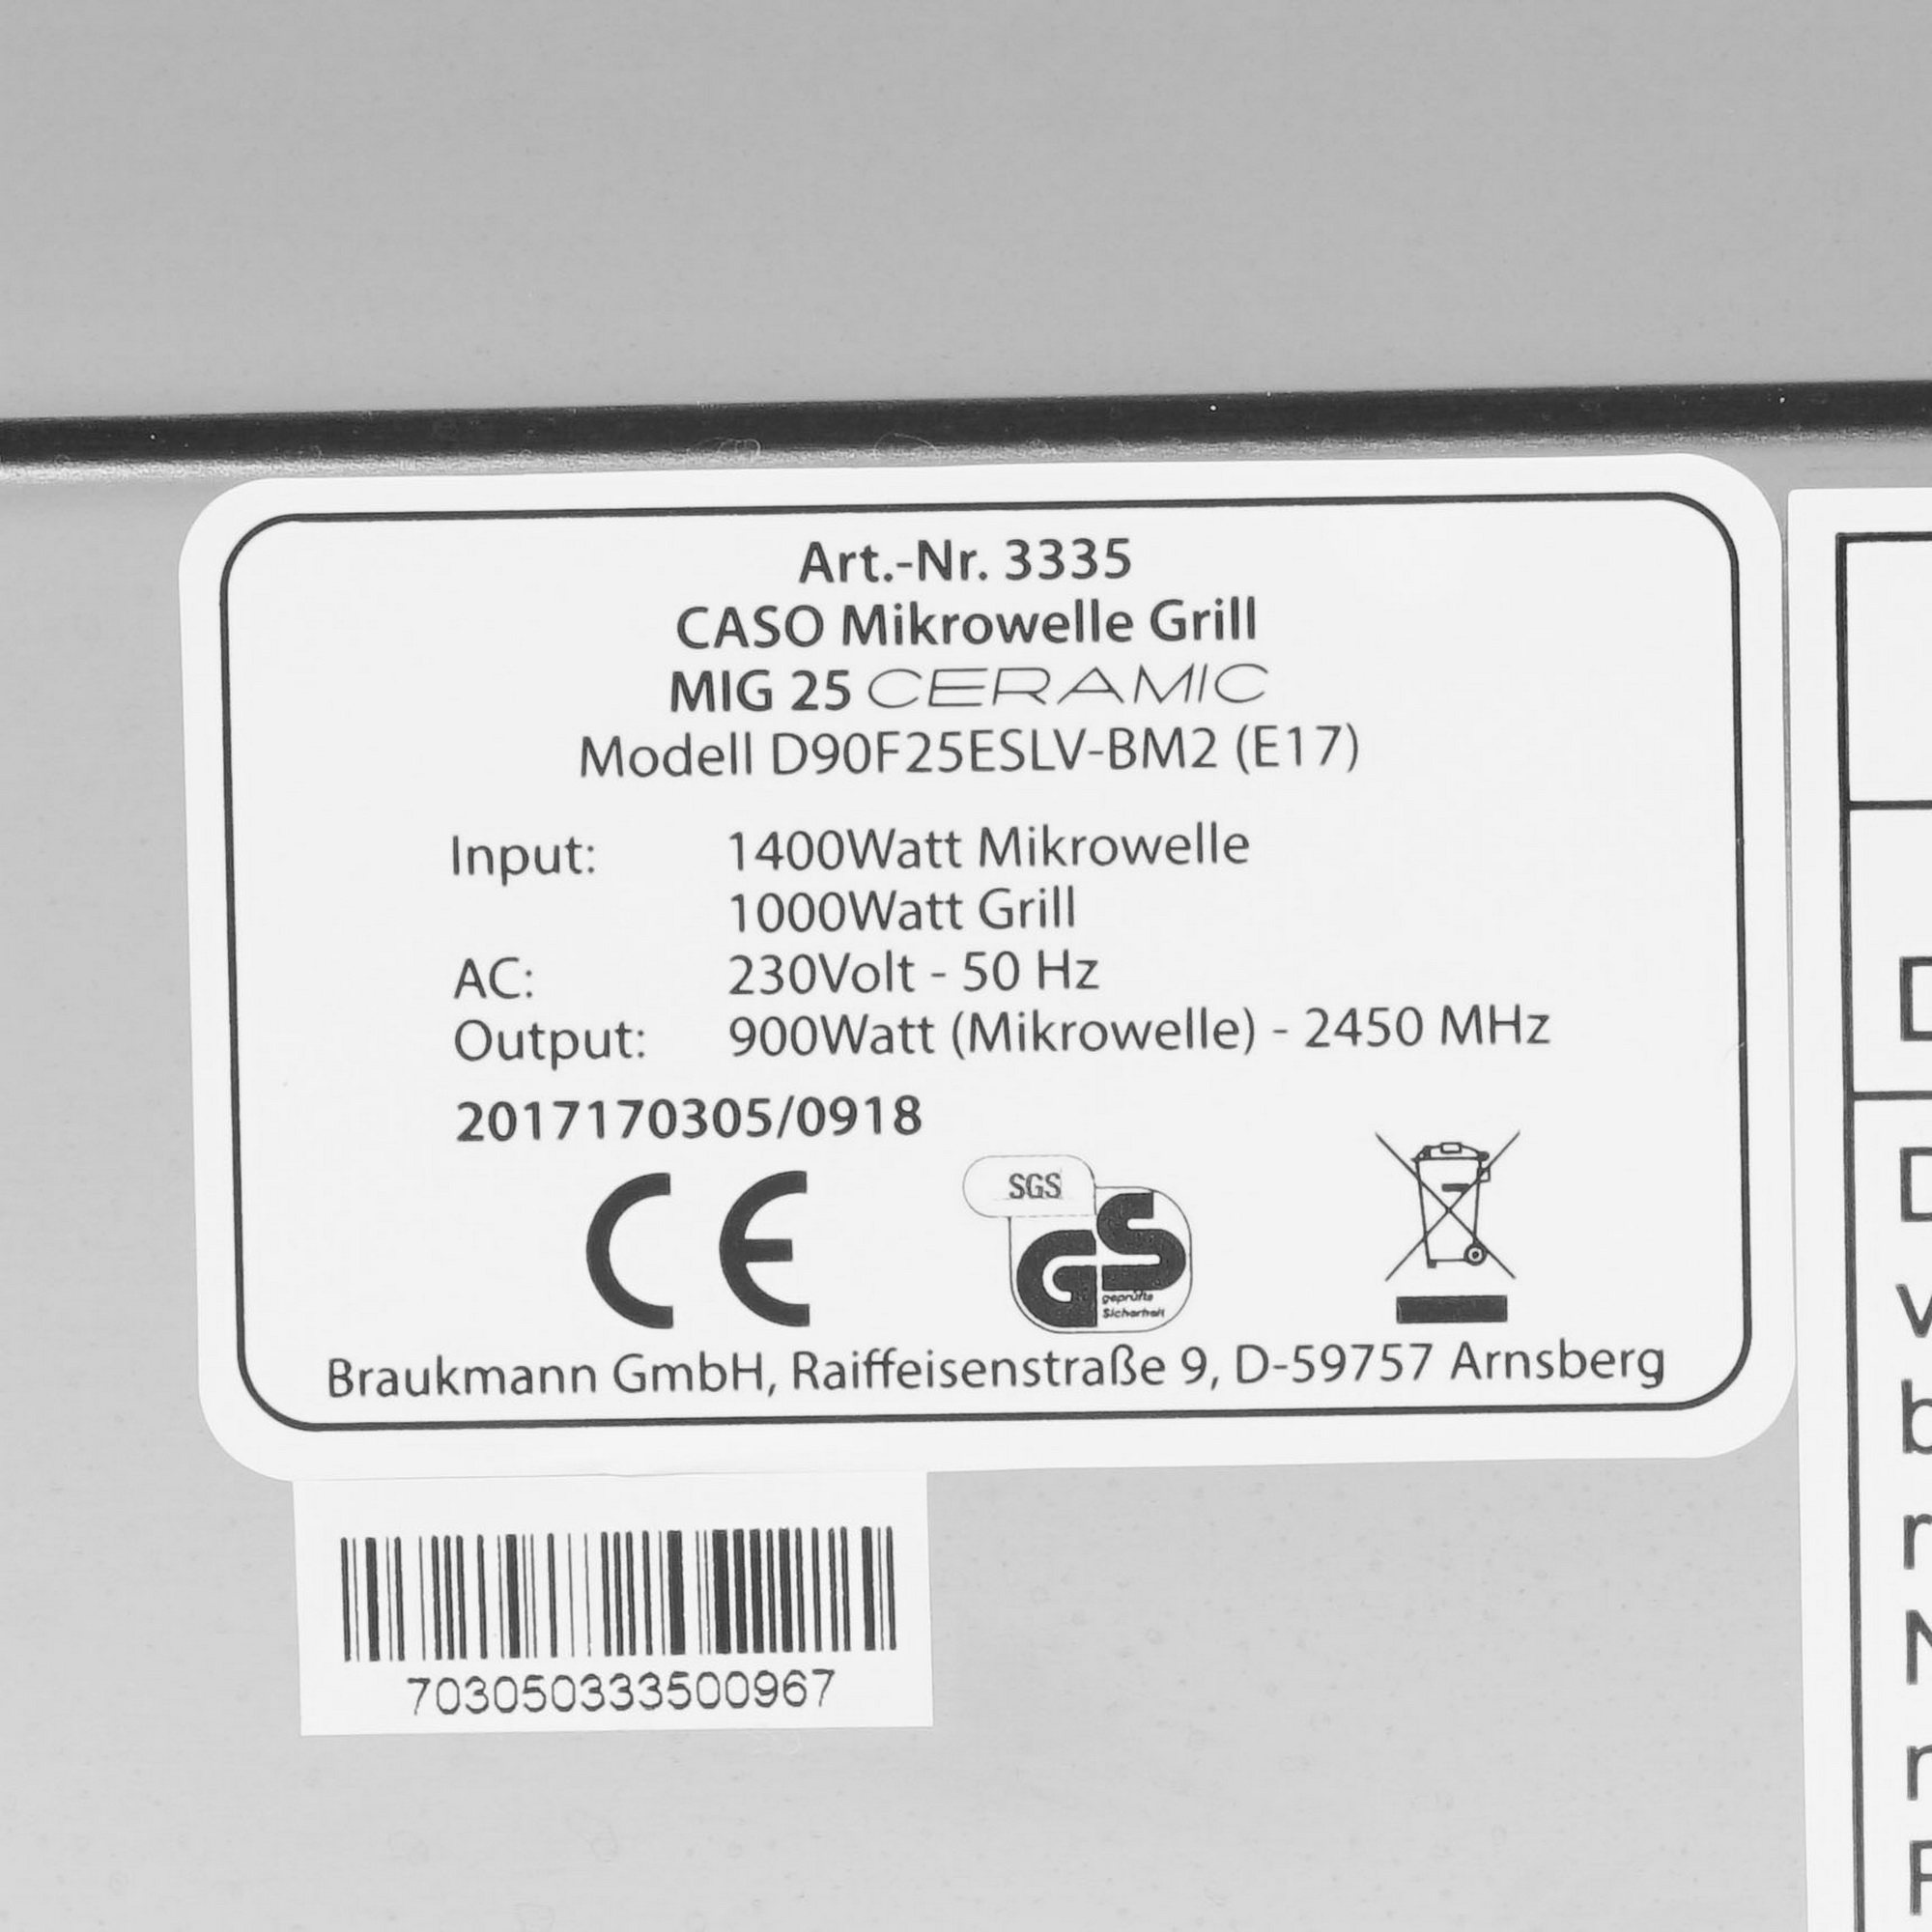 Art.-Nr. 3335
CASO Mikrowelle Grill
MIG 25 CERAMIC
Modell D90F25ESLV-BM2 (E17)
Input: 1400Watt Mikrowelle
1000Watt Grill
AC: 230Volt - 50 Hz
Output: 900Watt (Mikrowelle) - 2450 MHz
2017170305/0918
CE
SGS
GS
geprüfte
Sicherheit
Braukmann GmbH, Raiffeisenstraße 9, D-59757 Arnsberg
703050333500967